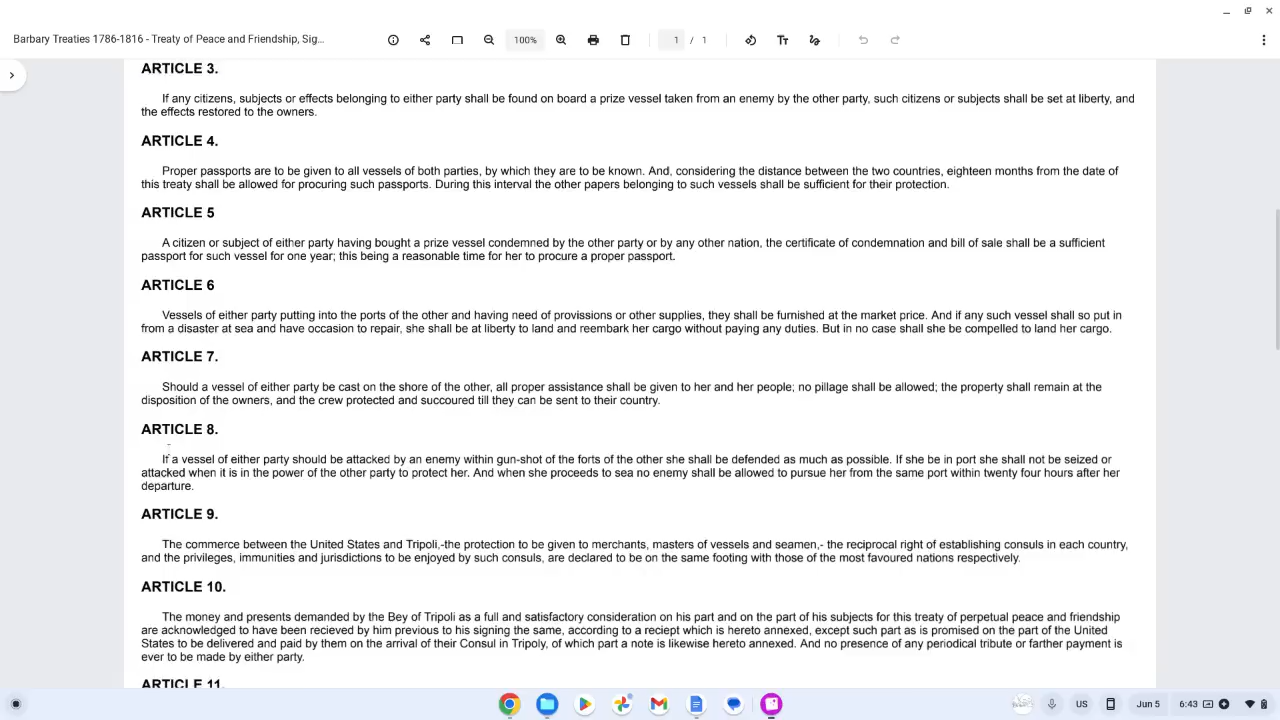 Barbary Treaties 1786-1816 - Treaty of Peace and Friendship, Sig...
100%
1 / 1
ARTICLE 3.
If any citizens, subjects or effects belonging to either party shall be found on board a prize vessel taken from an enemy by the other party, such citizens or subjects shall be set at liberty, and
the effects restored to the owners.
ARTICLE 4.
Proper passports are to be given to all vessels of both parties, by which they are to be known. And, considering the distance between the two countries, eighteen months from the date of
this treaty shall be allowed for procuring such passports. During this interval the other papers belonging to such vessels shall be sufficient for their protection.
ARTICLE 5
A citizen or subject of either party having bought a prize vessel condemned by the other party or by any other nation, the certificate of condemnation and bill of sale shall be a sufficient
passport for such vessel for one year; this being a reasonable time for her to procure a proper passport.
ARTICLE 6
Vessels of either party putting into the ports of the other and having need of provissions or other supplies, they shall be furnished at the market price. And if any such vessel shall so put in
from a disaster at sea and have occasion to repair, she shall be at liberty to land and reembark her cargo without paying any duties. But in no case shall she be compelled to land her cargo.
ARTICLE 7.
Should a vessel of either party be cast on the shore of the other, all proper assistance shall be given to her and her people; no pillage shall be allowed; the property shall remain at the
disposition of the owners, and the crew protected and succoured till they can be sent to their country.
ARTICLE 8.
If a vessel of either party should be attacked by an enemy within gun-shot of the forts of the other she shall be defended as much as possible. If she be in port she shall not be seized or
attacked when it is in the power of the other party to protect her. And when she proceeds to sea no enemy shall be allowed to pursue her from the same port within twenty four hours after her
departure.
ARTICLE 9.
The commerce between the United States and Tripoli,-the protection to be given to merchants, masters of vessels and seamen,- the reciprocal right of establishing consuls in each country,
and the privileges, immunities and jurisdictions to be enjoyed by such consuls, are declared to be on the same footing with those of the most favoured nations respectively.
ARTICLE 10.
The money and presents demanded by the Bey of Tripoli as a full and satisfactory consideration on his part and on the part of his subjects for this treaty of perpetual peace and friendship
are acknowledged to have been recieved by him previous to his signing the same, according to a reciept which is hereto annexed, except such part as is promised on the part of the United
States to be delivered and paid by them on the arrival of their Consul in Tripoly, of which part a note is likewise hereto annexed. And no presence of any periodical tribute or farther payment is
ever to be made by either party.
ARTICLE 11.
US
Jun 5
6:43